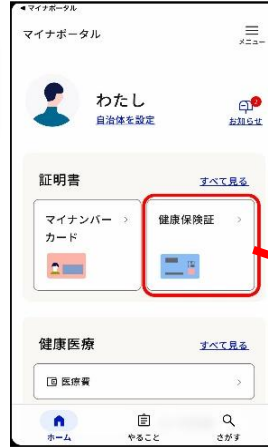 ◀マイナポータル
マイナポータル
メニュー
わたし
自治体を設定
お知らせ
証明書
すべて見る
マイナンバー
カード
健康保険証
健康医療
すべて見る
医療費
ホーム
やること
さがす